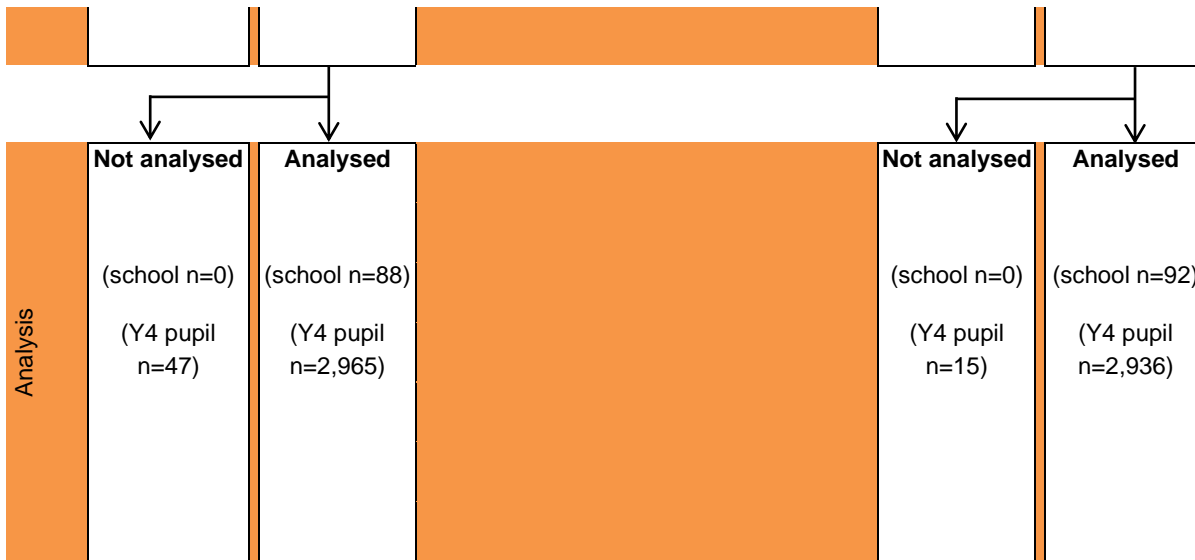 Analysis
Not analysed
(school n=0)
(Y4 pupil
n=47)
Analysed
(school n=88)
(Y4 pupil
n=2,965)
Not analysed
(school n=0)
(Y4 pupil
n=15)
Analysed
(school n=92)
(Y4 pupil
n=2,936)